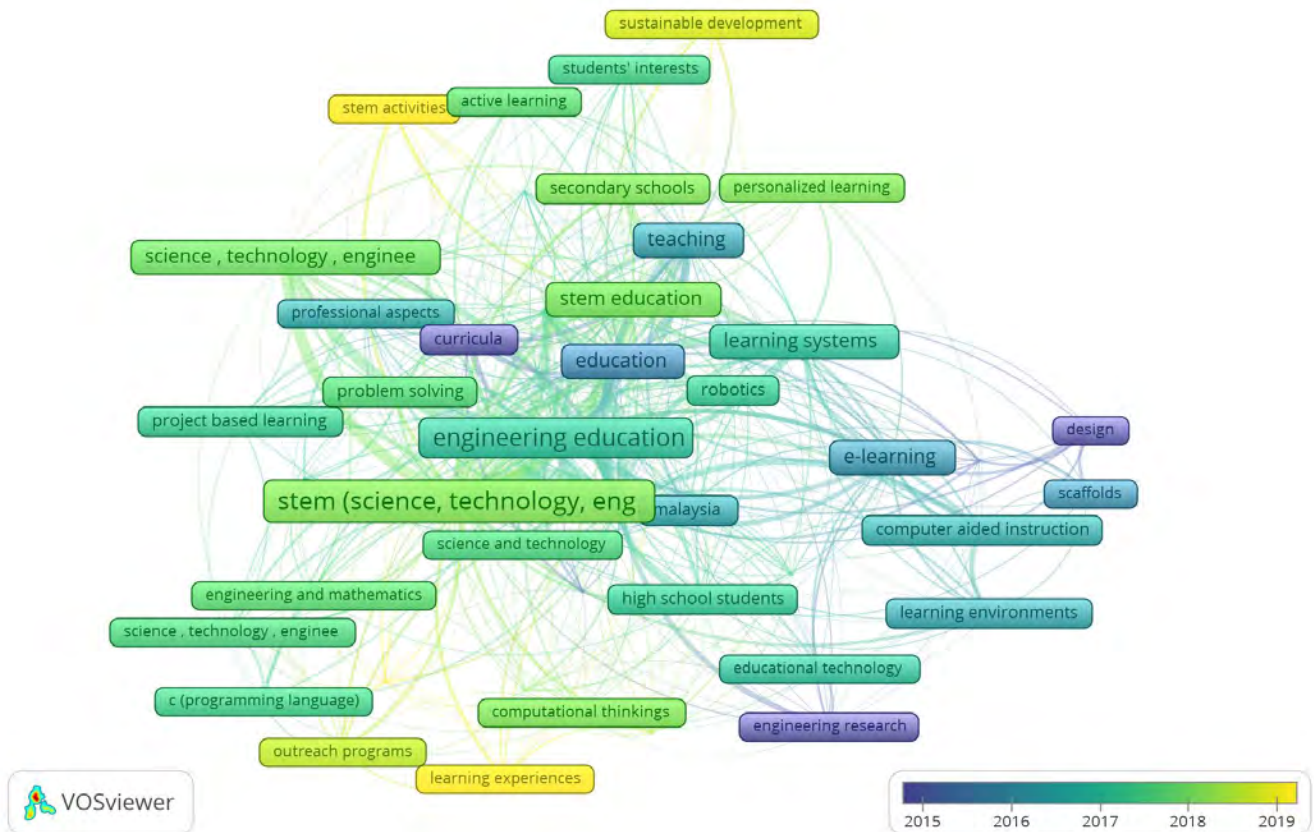 sustainable development
students' interests
active learning
stem activities
secondary schools
personalized learning
teaching
science , technology , enginee
stem education
professional aspects
curricula
learning systems
education
problem solving
robotics
project based learning
engineering education
design
e-learning
scaffolds
stem (science, technology, eng
malaysia
computer aided instruction
science and technology
engineering and mathematics
high school students
learning environments
science , technology , enginee
educational technology
c (programming language)
computational thinkings
engineering research
outreach programs
learning experiences
VOSviewer
2015 2016 2017 2018 2019